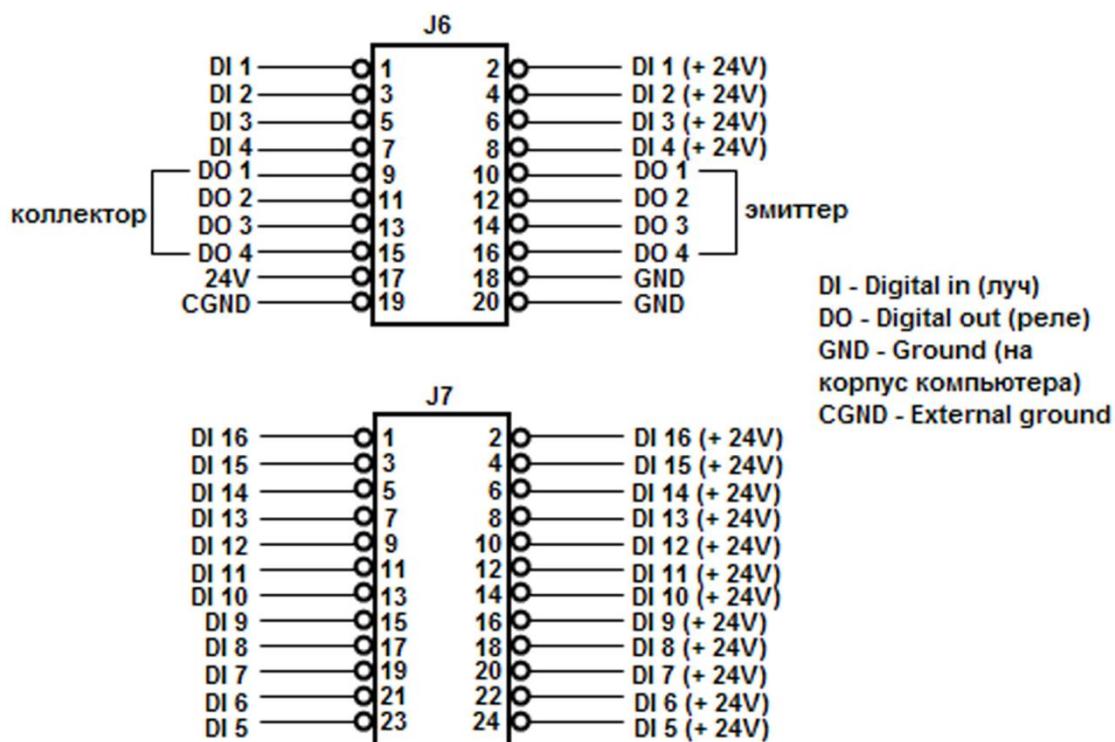 J6
DI 1 1 2 DI 1 (+ 24V)
DI 2 3 4 DI 2 (+ 24V)
DI 3 5 6 DI 3 (+ 24V)
DI 4 7 8 DI 4 (+ 24V)
DO 1 9 10 DO 1
DO 2 11 12 DO 2
коллектор эмиттер
DO 3 13 14 DO 3
DO 4 15 16 DO 4
24V 17 18 GND
CGND 19 20 GND
DI - Digital in (луч)
DO - Digital out (реле)
GND - Ground (на
корпус компьютера)
CGND - External ground
J7
DI 16 1 2 DI 16 (+ 24V)
DI 15 3 4 DI 15 (+ 24V)
DI 14 5 6 DI 14 (+ 24V)
DI 13 7 8 DI 13 (+ 24V)
DI 12 9 10 DI 12 (+ 24V)
DI 11 11 12 DI 11 (+ 24V)
DI 10 13 14 DI 10 (+ 24V)
DI 9 15 16 DI 9 (+ 24V)
DI 8 17 18 DI 8 (+ 24V)
DI 7 19 20 DI 7 (+ 24V)
DI 6 21 22 DI 6 (+ 24V)
DI 5 23 24 DI 5 (+ 24V)